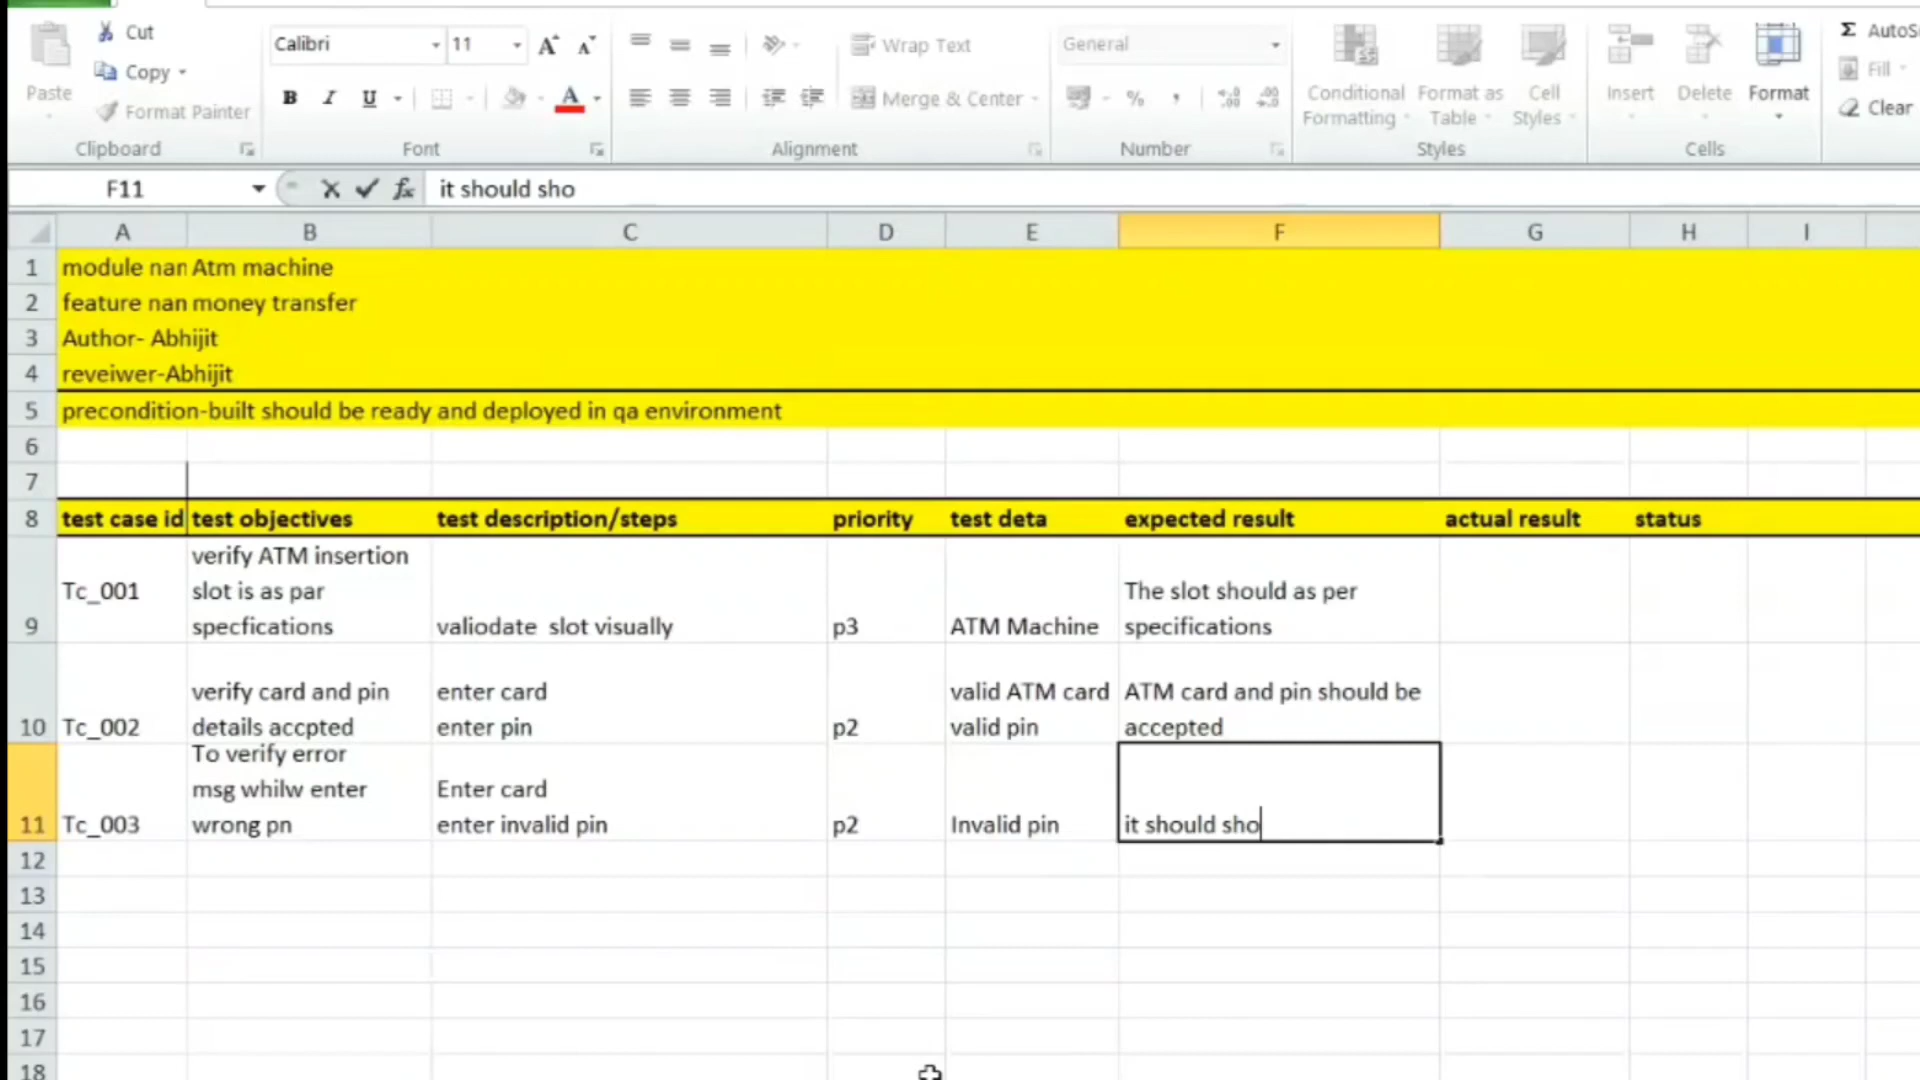 Cut
Calibri
11
Wrap Text
General
AutoSu
Copy
Fill
Paste
B I U
Merge & Center
%
Conditional Formatting
Format as Table
Cell Styles
Insert
Delete
Format
Format Painter
Clear
Clipboard
Font
Alignment
Number
Styles
Cells
F11
fx
it should sho
A B C D E F G H I
1 module nan Atm machine
2 feature nan money transfer
3 Author- Abhijit
4 reveiwer-Abhijit
5 precondition-built should be ready and deployed in qa environment
6
7
8 test case id test objectives test description/steps priority test deta expected result actual result status
verify ATM insertion
Tc_001 slot is as par The slot should as per
9 specfications valiodate slot visually p3 ATM Machine specifications
verify card and pin enter card valid ATM card ATM card and pin should be
10 Tc_002 details accpted enter pin p2 valid pin accepted
To verify error
msg whilw enter Enter card
11 Tc_003 wrong pn enter invalid pin p2 Invalid pin it should sho
12
13
14
15
16
17
18